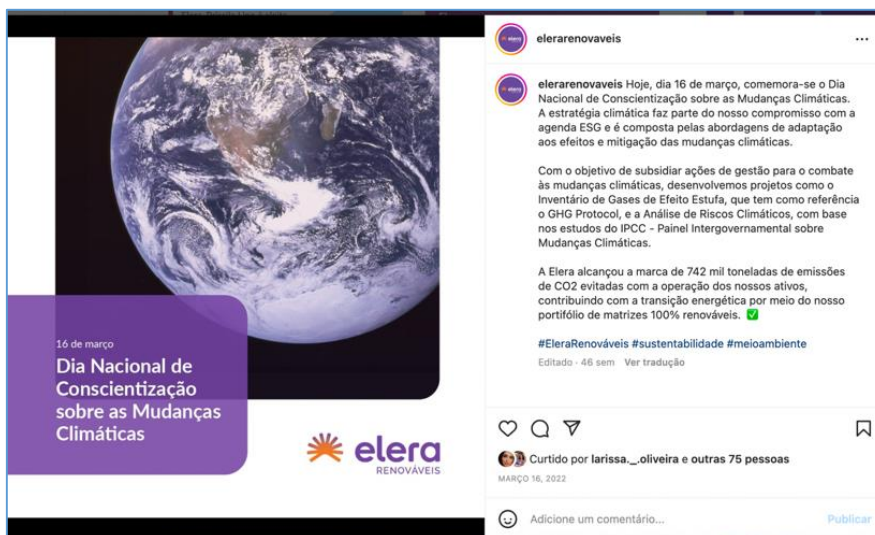 16 de março
Dia Nacional de
Conscientização
sobre as Mudanças
Climáticas
elera
RENOVÁVEIS
elerarenovaveis
elerarenovaveis Hoje, dia 16 de março, comemora-se o Dia
Nacional de Conscientização sobre as Mudanças Climáticas.
A estratégia climática faz parte do nosso compromisso com a
agenda ESG e é composta pelas abordagens de adaptação
aos efeitos e mitigação das mudanças climáticas.
Com o objetivo de subsidiar ações de gestão para o combate
às mudanças climáticas, desenvolvemos projetos como o
Inventário de Gases de Efeito Estufa, que tem como referência
o GHG Protocol, e a Análise de Riscos Climáticos, com base
nos estudos do IPCC - Painel Intergovernamental sobre
Mudanças Climáticas.
A Elera alcançou a marca de 742 mil toneladas de emissões
de CO2 evitadas com a operação dos nossos ativos,
contribuindo com a transição energética por meio do nosso
portifólio de matrizes 100% renováveis. ✅
#EleraRenováveis #sustentabilidade #meioambiente
Editado · 46 sem Ver tradução
Curtido por larissa._.oliveira e outras 75 pessoas
MARÇO 16, 2022
Adicione um comentário... Publicar